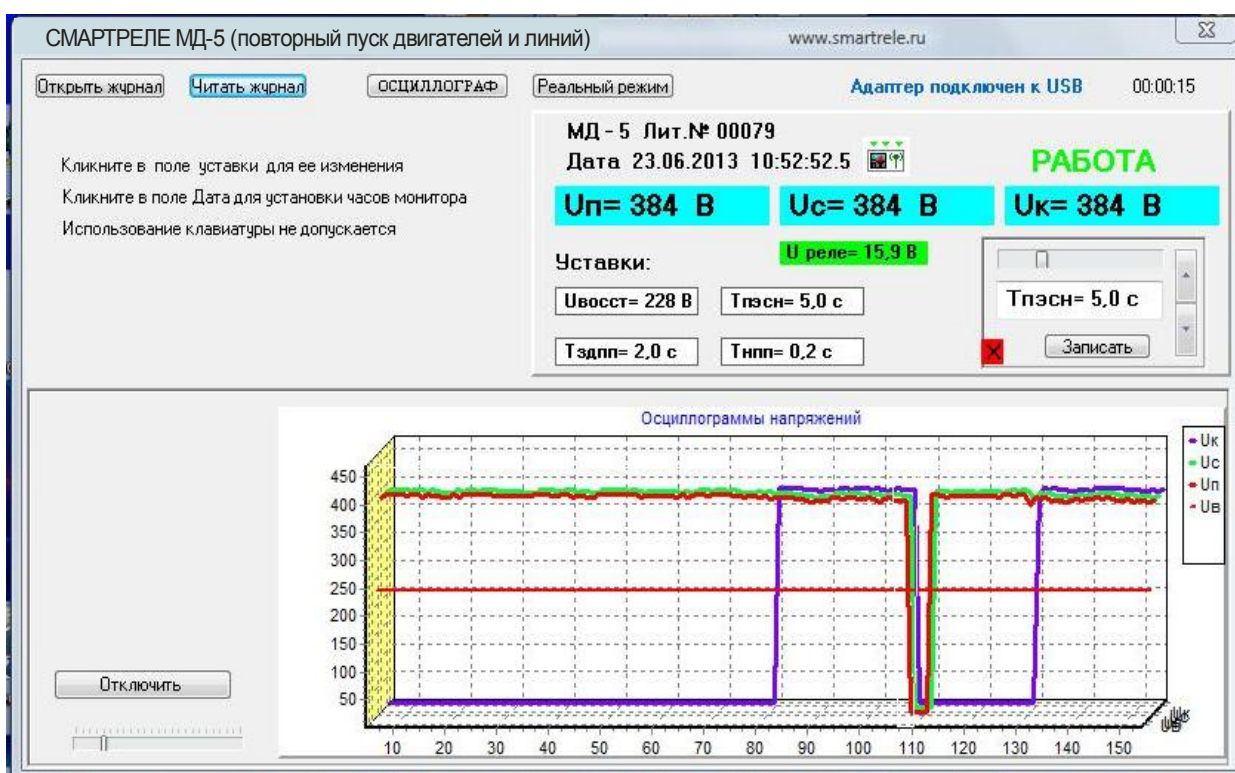 СМАРТРЕЛЕ МД-5 (повторный пуск двигателей и линий) www.smartrele.ru
Открыть журнал Читать журнал ОСЦИЛЛОГРАФ Реальный режим Адаптер подключен к USB 00:00:15
МД - 5 Лит.№ 00079
Дата 23.06.2013 10:52:52.5 РАБОТА
Кликните в поле уставки для ее изменения
Кликните в поле Дата для установки часов монитора
Использование клавиатуры не допускается
Uп= 384 В Uс= 384 В Uк= 384 В
U реле= 15,9 В
Уставки:
Uвосст= 228 В Тпэсн= 5,0 с
Тздпп= 2,0 с Тнпп= 0,2 с
Тпэсн= 5,0 с
Записать
Осциллограммы напряжений
Uк
Uс
Uп
Uв
450
400
350
300
250
200
150
100
50
10 20 30 40 50 60 70 80 90 100 110 120 130 140 150
Отключить